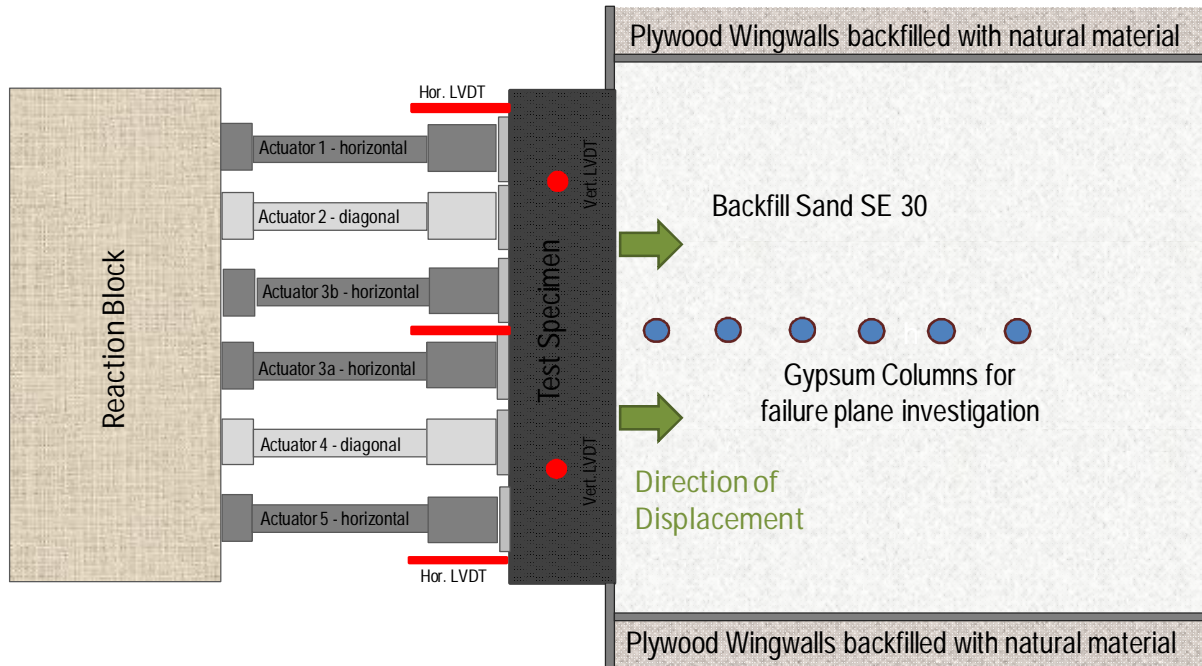 Plywood Wingwalls backfilled with natural material
Hor. LVDT
Actuator 1 - horizontal
Vert. LVDT
Actuator 2 - diagonal
Backfill Sand SE 30
Reaction Block
Actuator 3b - horizontal
Test Specimen
Actuator 3a - horizontal
Gypsum Columns for
failure plane investigation
Actuator 4 - diagonal
Vert. LVDT
Direction of
Displacement
Actuator 5 - horizontal
Hor. LVDT
Plywood Wingwalls backfilled with natural material